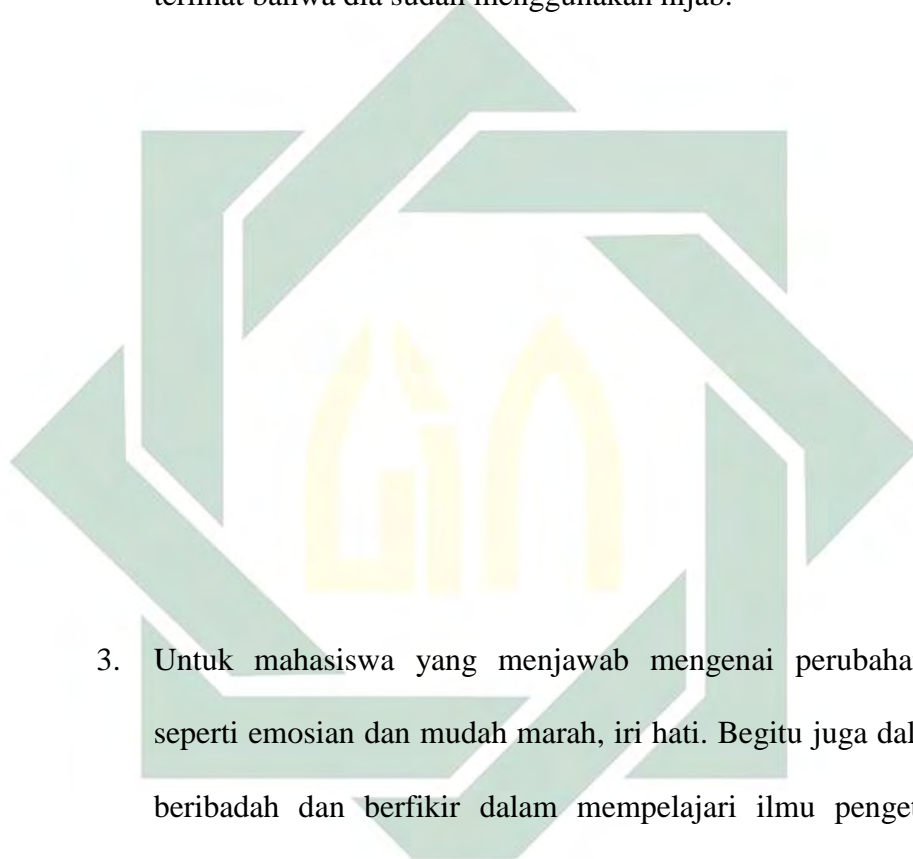 terlihat bahwa dia sudah menggunakan hijab.
3. Untuk mahasiswa yang menjawab mengenai perubahan
seperti emosian dan mudah marah, iri hati. Begitu juga dal
beribadah dan berfikir dalam mempelajari ilmu penget